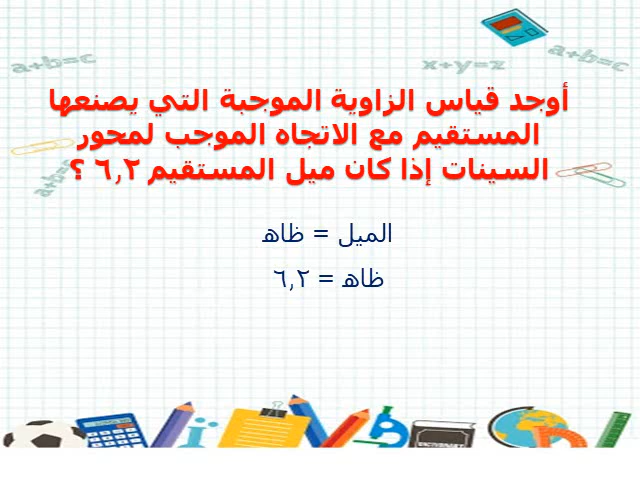 a+b=c
x+y=z
a+b=c
أوجد قياس الزاوية الموجبة التي يصنعها
المستقيم مع الاتجاه الموجب لمحور
السينات إذا كان ميل المستقيم ٦,٢ ؟
a+b=c
الميل = ظاهـ
ظاهـ = ٦,٢
DICTIONARY